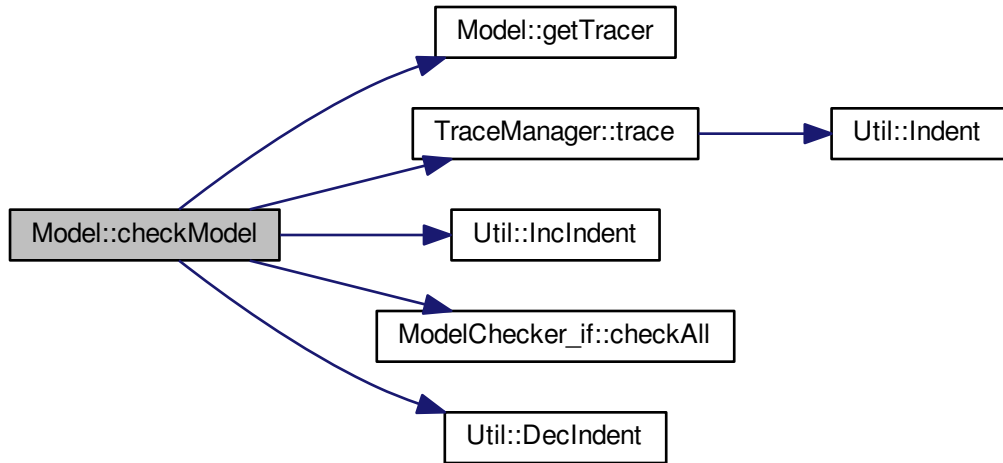 Model::getTracer
TraceManager::trace
Util::Indent
Model::checkModel
Util::IncIndent
ModelChecker_if::checkAll
Util::DecIndent